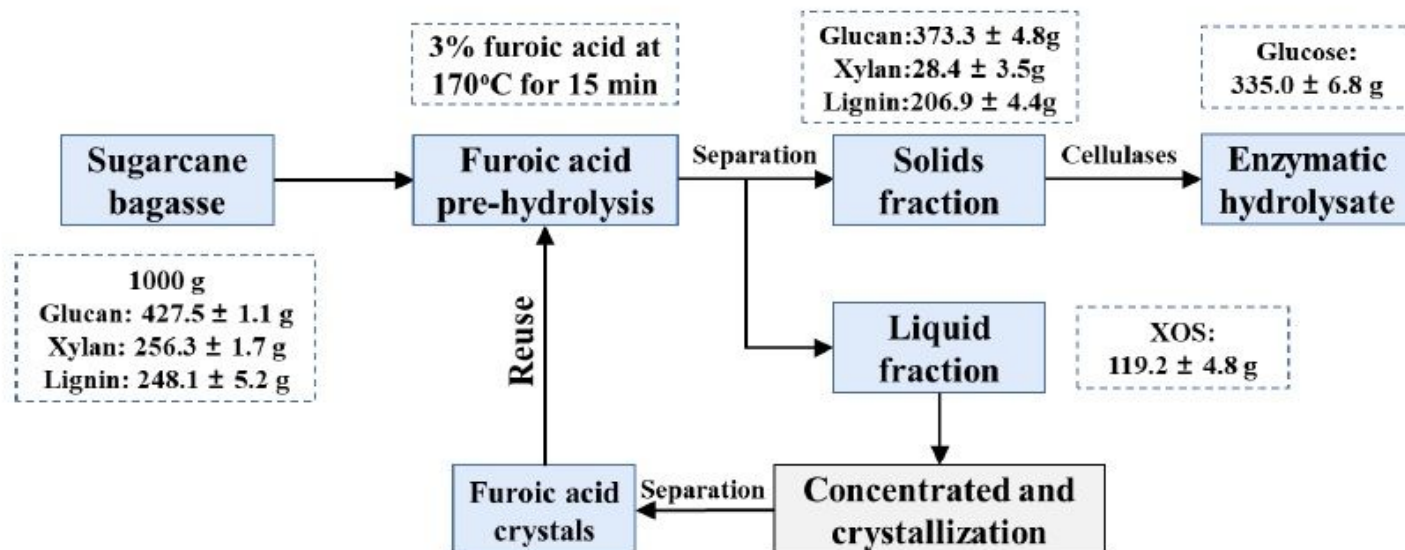 3% furoic acid at
170⁰C for 15 min
Glucan:373.3 ± 4.8g
Xylan:28.4 ± 3.5g
Lignin:206.9 ± 4.4g
Glucose:
335.0 ± 6.8 g
Sugarcane
bagasse
Furoic acid
pre-hydrolysis
Separation
Solids
fraction
Cellulases
Enzymatic
hydrolysate
1000 g
Glucan: 427.5 ± 1.1 g
Xylan: 256.3 ± 1.7 g
Lignin: 248.1 ± 5.2 g
Reuse
Liquid
fraction
XOS:
119.2 ± 4.8 g
Furoic acid
crystals
Separation
Concentrated and
crystallization